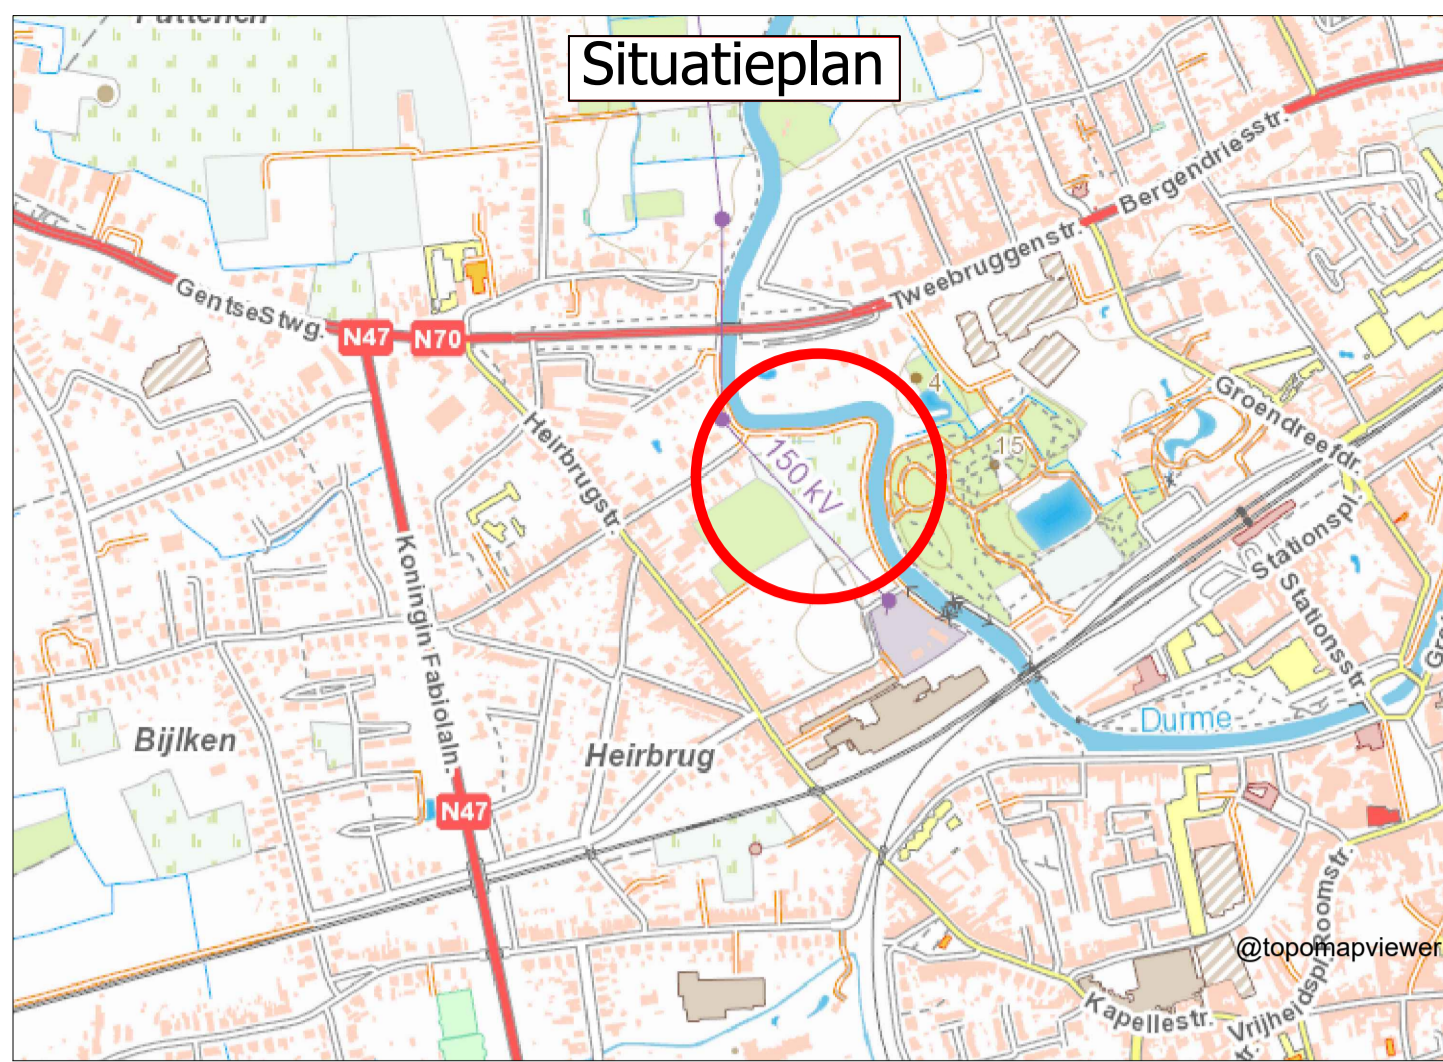 Situatieplan
Bergendriesstr.
Tweebruggenstr.
GentseStwg.
N47
N70
4
Groendreefdr.
Heirbrugstr.
150 kV
15
Stationspl.
Koningin Fabiolaln.
Stationsstr.
Durme
Bijlken
Heirbrug
N47
@topomapviewer
Kapellestr.
Vrijheidspl.